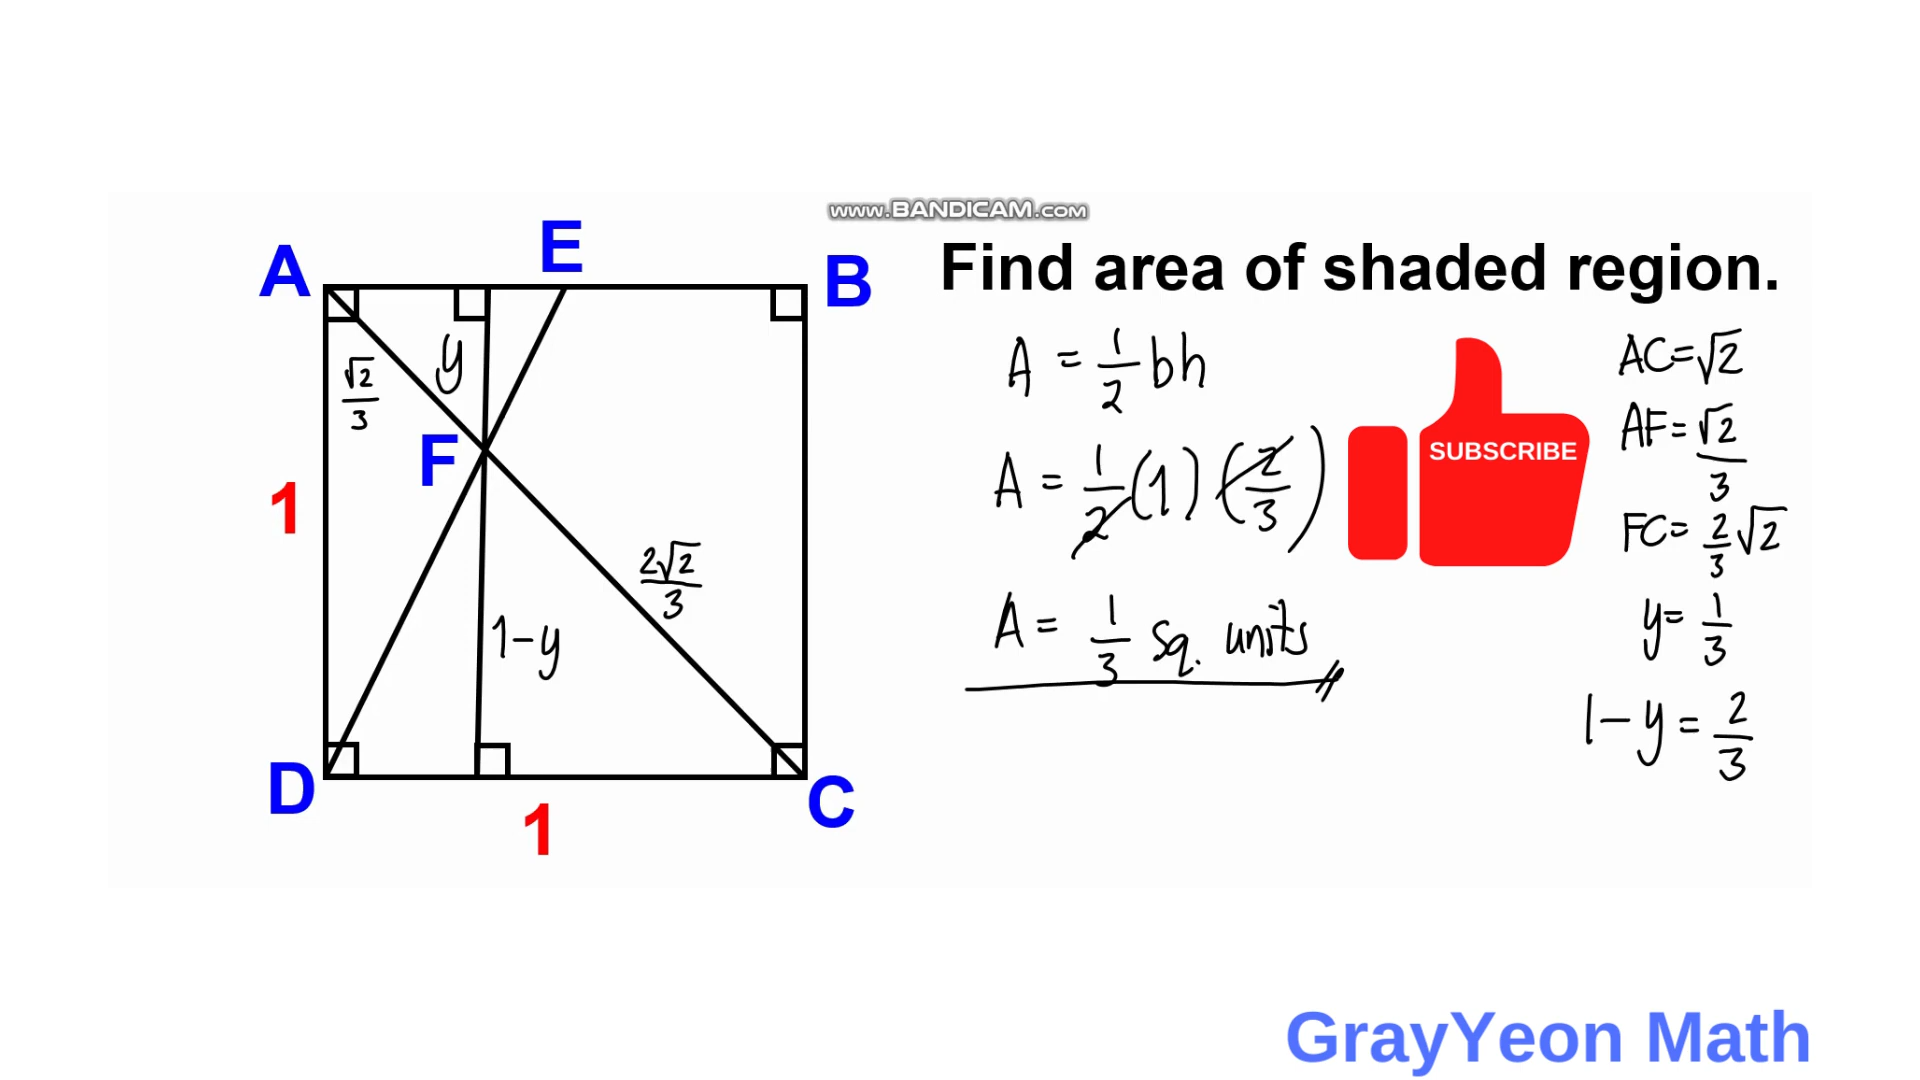 www.BANDICAM.com
Find area of shaded region.
A
E
B
F
D
C
1
1
y
√2/3
2√2/3
1-y
A = 1/2 bh
A = 1/2 (1) (2/3)
A = 1/3 sq. units
SUBSCRIBE
AC=√2
AF=√2/3
FC=2/3 √2
y=1/3
1-y=2/3
GrayYeon Math